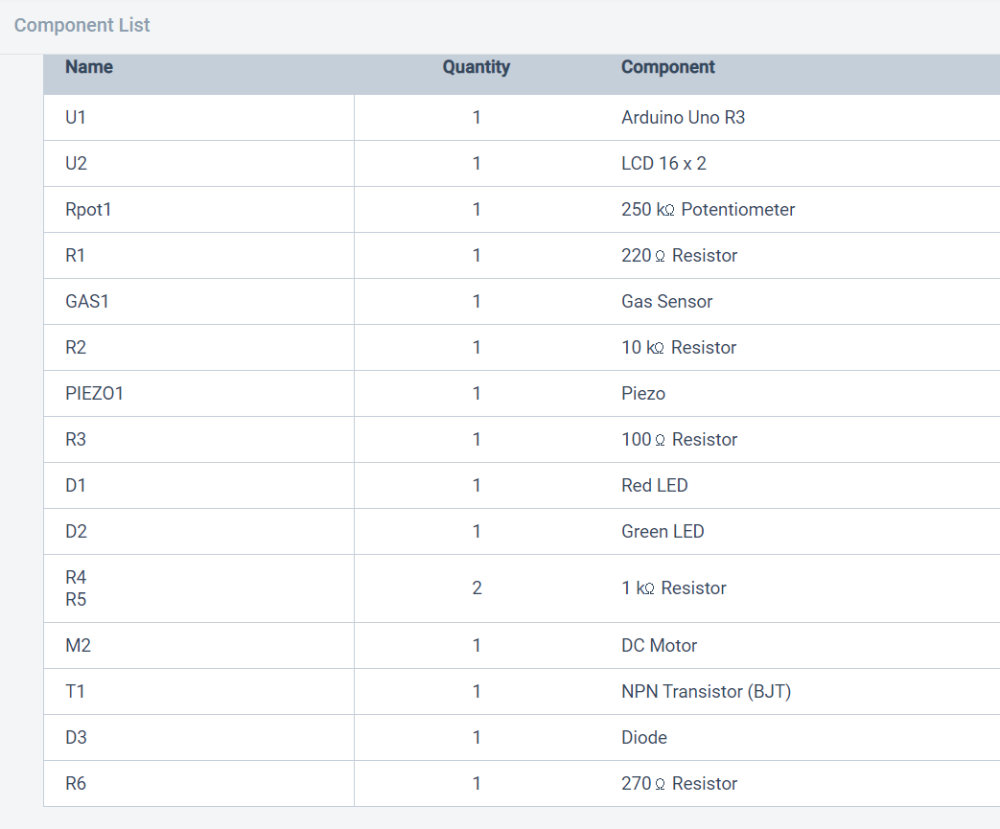 Component List
Name Quantity Component
U1 1 Arduino Uno R3
U2 1 LCD 16 x 2
Rpot1 1 250 kΩ Potentiometer
R1 1 220 Ω Resistor
GAS1 1 Gas Sensor
R2 1 10 kΩ Resistor
PIEZO1 1 Piezo
R3 1 100 Ω Resistor
D1 1 Red LED
D2 1 Green LED
R4
R5 2 1 kΩ Resistor
M2 1 DC Motor
T1 1 NPN Transistor (BJT)
D3 1 Diode
R6 1 270 Ω Resistor